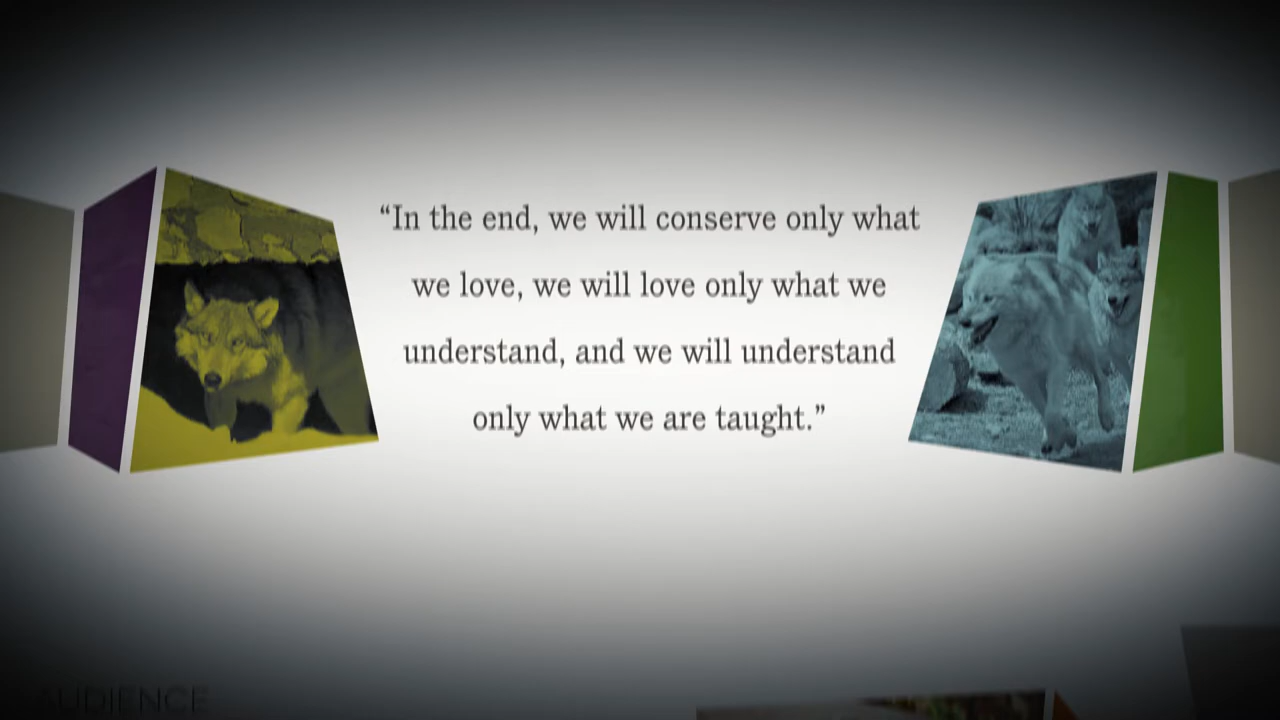 “In the end, we will conserve only what
we love, we will love only what we
understand, and we will understand
only what we are taught.”
AUDIENCE